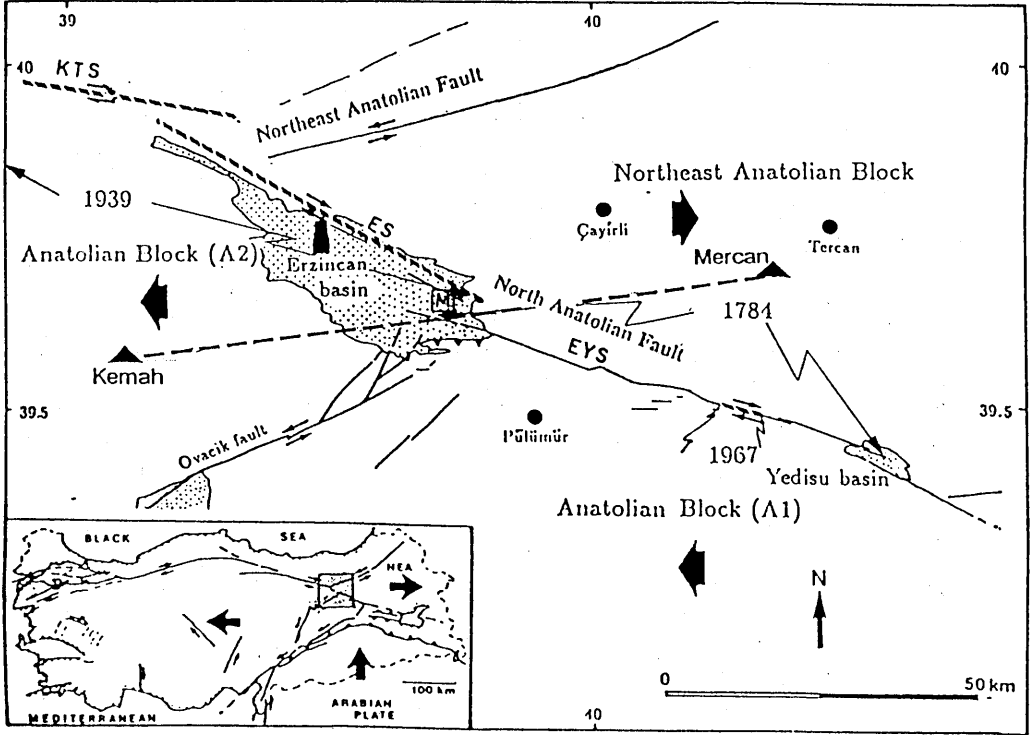 39
40
40
40
KTS
Northeast Anatolian Fault
Northeast Anatolian Block
1939
Çayirli
Tercan
ES
Anatolian Block (A2)
Mercan
Erzincan
basin
M
North Anatolian Fault
1784
EYS
Kemah
39.5
39.5
Pülümür
Ovacik fault
1967
Yedisu basin
Anatolian Block (A1)
BLACK
SEA
NEA
N
100 km
ARABIAN
PLATE
MEDITERRANEAN
0
50 km
40